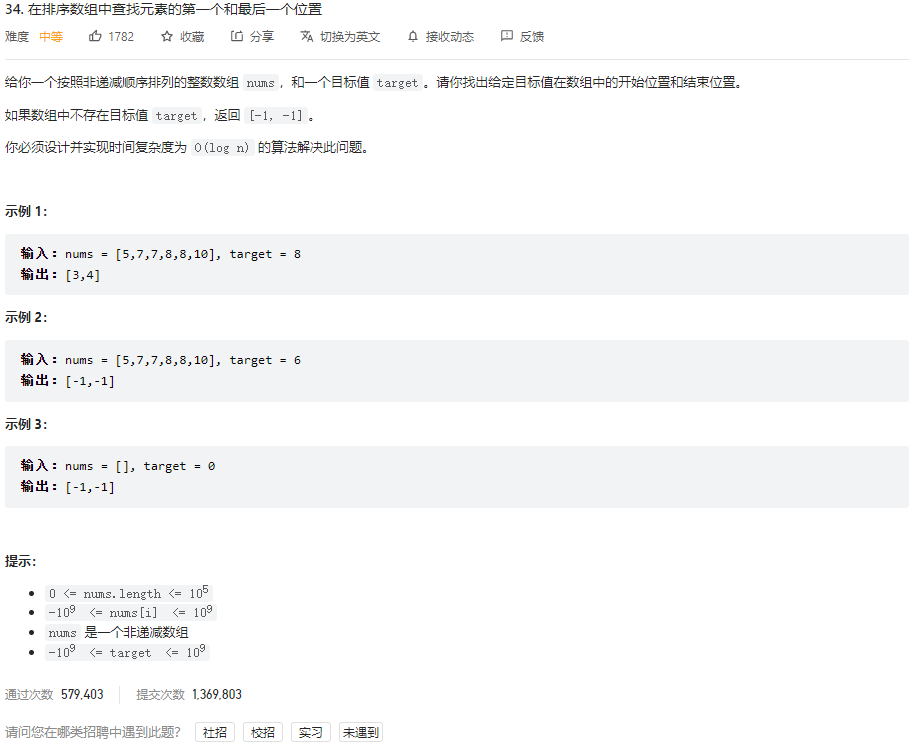 34. 在排序数组中查找元素的第一个和最后一个位置
难度 中等 1782 收藏 分享 切换为英文 接收动态 反馈
给你一个按照非递减顺序排列的整数数组 nums，和一个目标值 target。请你找出给定目标值在数组中的开始位置和结束位置。
如果数组中不存在目标值 target，返回 [-1, -1]。
你必须设计并实现时间复杂度为 O(log n) 的算法解决此问题。
示例 1：
输入：nums = [5,7,7,8,8,10], target = 8
输出：[3,4]
示例 2：
输入：nums = [5,7,7,8,8,10], target = 6
输出：[-1,-1]
示例 3：
输入：nums = [], target = 0
输出：[-1,-1]
提示：
0 <= nums.length <= 10⁵
-10⁹ <= nums[i] <= 10⁹
nums 是一个非递减数组
-10⁹ <= target <= 10⁹
通过次数 579,403 提交次数 1,369,803
请问您在哪类招聘中遇到此题？ 社招 校招 实习 未遇到